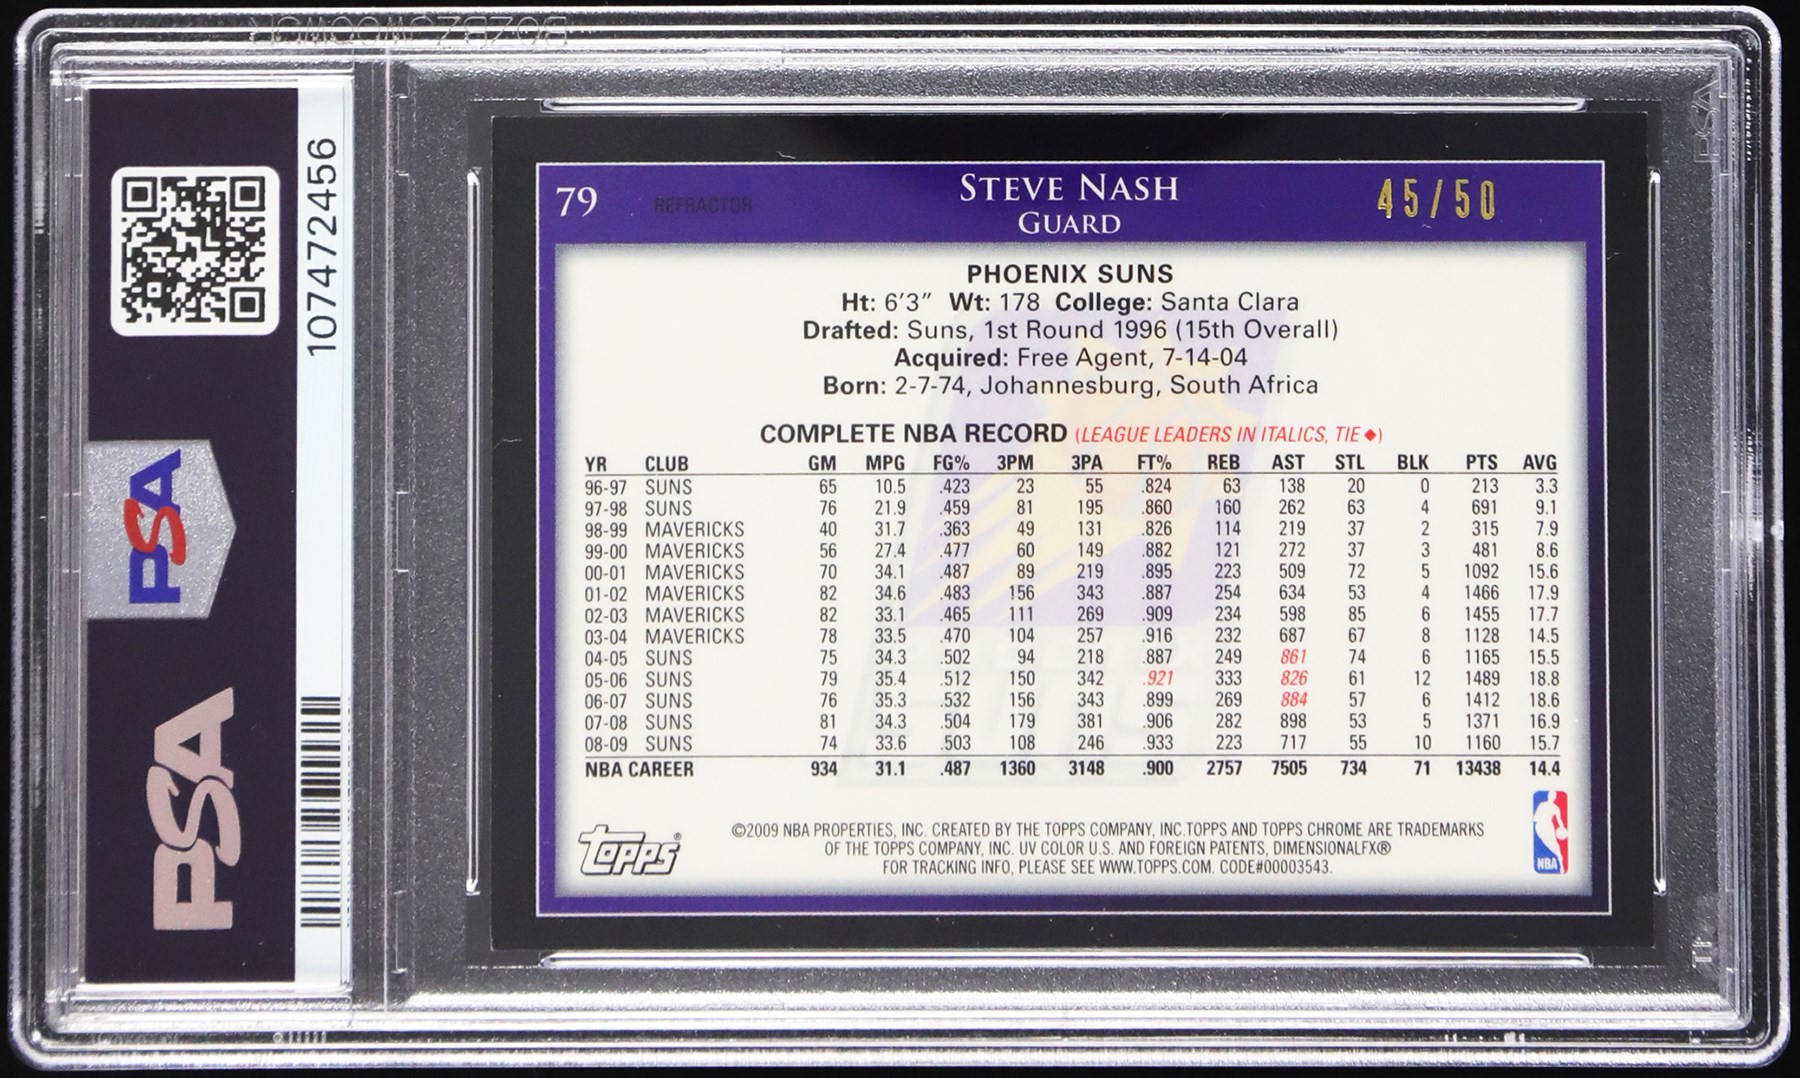 107472456
PSA
PSA
79 REFRACTOR STEVE NASH 45/50
GUARD
PHOENIX SUNS
Ht: 6'3" Wt: 178 College: Santa Clara
Drafted: Suns, 1st Round 1996 (15th Overall)
Acquired: Free Agent, 7-14-04
Born: 2-7-74, Johannesburg, South Africa
COMPLETE NBA RECORD (LEAGUE LEADERS IN ITALICS, TIE ◆)
YR CLUB GM MPG FG% 3PM 3PA FT% REB AST STL BLK PTS AVG
96-97 SUNS 65 10.5 .423 23 55 .824 63 138 20 0 213 3.3
97-98 SUNS 76 21.9 .459 81 195 .860 160 262 63 4 691 9.1
98-99 MAVERICKS 40 31.7 .363 49 131 .826 114 219 37 2 315 7.9
99-00 MAVERICKS 56 27.4 .477 60 149 .882 121 272 37 3 481 8.6
00-01 MAVERICKS 70 34.1 .487 89 219 .895 223 509 72 5 1092 15.6
01-02 MAVERICKS 82 34.6 .483 156 343 .887 254 634 53 4 1466 17.9
02-03 MAVERICKS 82 33.1 .465 111 269 .909 234 598 85 6 1455 17.7
03-04 MAVERICKS 78 33.5 .470 104 257 .916 232 687 67 8 1128 14.5
04-05 SUNS 75 34.3 .502 94 218 .887 249 861 74 6 1165 15.5
05-06 SUNS 79 35.4 .512 150 342 .921 333 826 61 12 1489 18.8
06-07 SUNS 76 35.3 .532 156 343 .899 269 884 57 6 1412 18.6
07-08 SUNS 81 34.3 .504 179 381 .906 282 898 53 5 1371 16.9
08-09 SUNS 74 33.6 .503 108 246 .933 223 717 55 10 1160 15.7
NBA CAREER 934 31.1 .487 1360 3148 .900 2757 7505 734 71 13438 14.4
Topps®
©2009 NBA PROPERTIES, INC. CREATED BY THE TOPPS COMPANY, INC.TOPPS AND TOPPS CHROME ARE TRADEMARKS
OF THE TOPPS COMPANY, INC. UV COLOR U.S. AND FOREIGN PATENTS, DIMENSIONALFX®
FOR TRACKING INFO, PLEASE SEE WWW.TOPPS.COM. CODE#00003543.
NBA
PSA